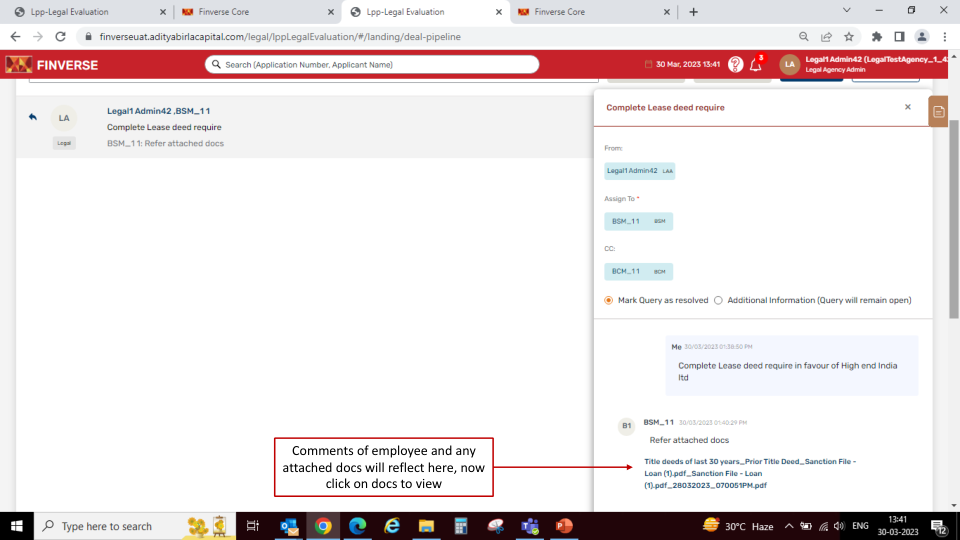 Lpp-Legal Evaluation
Finverse Core
Lpp-Legal Evaluation
Finverse Core
finverseuat.adityabirlacapital.com/legal/lppLegalEvaluation/#/landing/deal-pipeline
FINVERSE
Search (Application Number, Applicant Name)
30 Mar, 2023 13:41
3
LA
Legal1 Admin42 (LegalTestAgency_1_4
Legal Agency Admin
LA
Legal
Legal1 Admin42 ,BSM_11
Complete Lease deed require
BSM_11: Refer attached docs
Complete Lease deed require
From:
Legal1 Admin42 LAA
Assign To *
BSM_11 BSM
CC:
BCM_11 BCM
Mark Query as resolved
Additional Information (Query will remain open)
Me 30/03/2023 01:38:50 PM
Complete Lease deed require in favour of High end India
ltd
B1
BSM_11 30/03/2023 01:40:29 PM
Refer attached docs
Title deeds of last 30 years_Prior Title Deed_Sanction File -
Loan (1).pdf_Sanction File - Loan
(1).pdf_28032023_070051PM.pdf
Comments of employee and any
attached docs will reflect here, now
click on docs to view
Type here to search
30°C Haze
ENG
13:41
30-03-2023
12